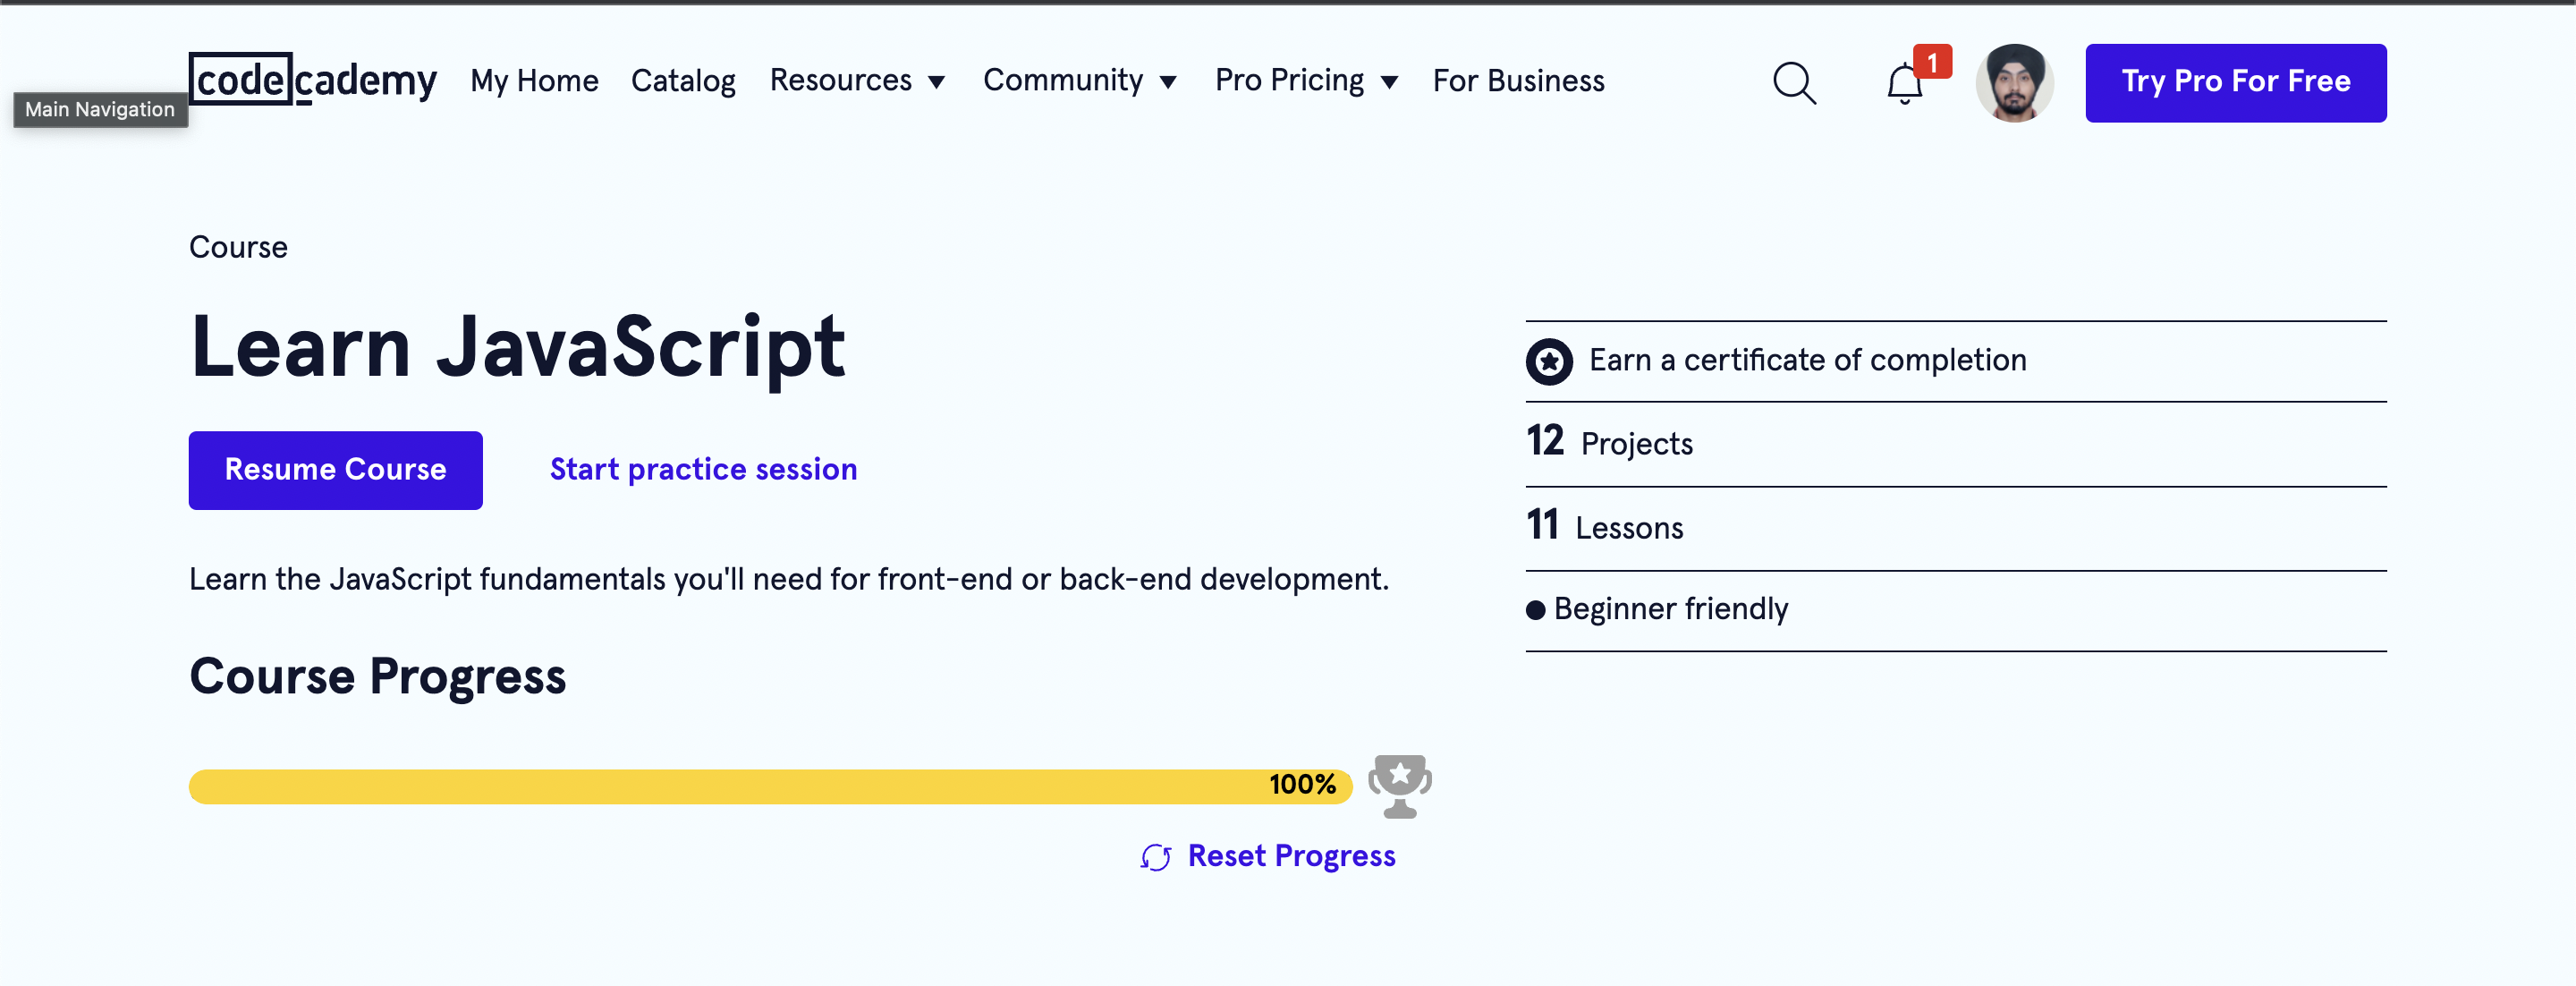 codecademy My Home Catalog Resources Community Pro Pricing For Business 1 Try Pro For Free
Main Navigation
Course
Learn JavaScript
Resume Course Start practice session
Learn the JavaScript fundamentals you'll need for front-end or back-end development.
Course Progress
100%
Reset Progress
Earn a certificate of completion
12 Projects
11 Lessons
Beginner friendly